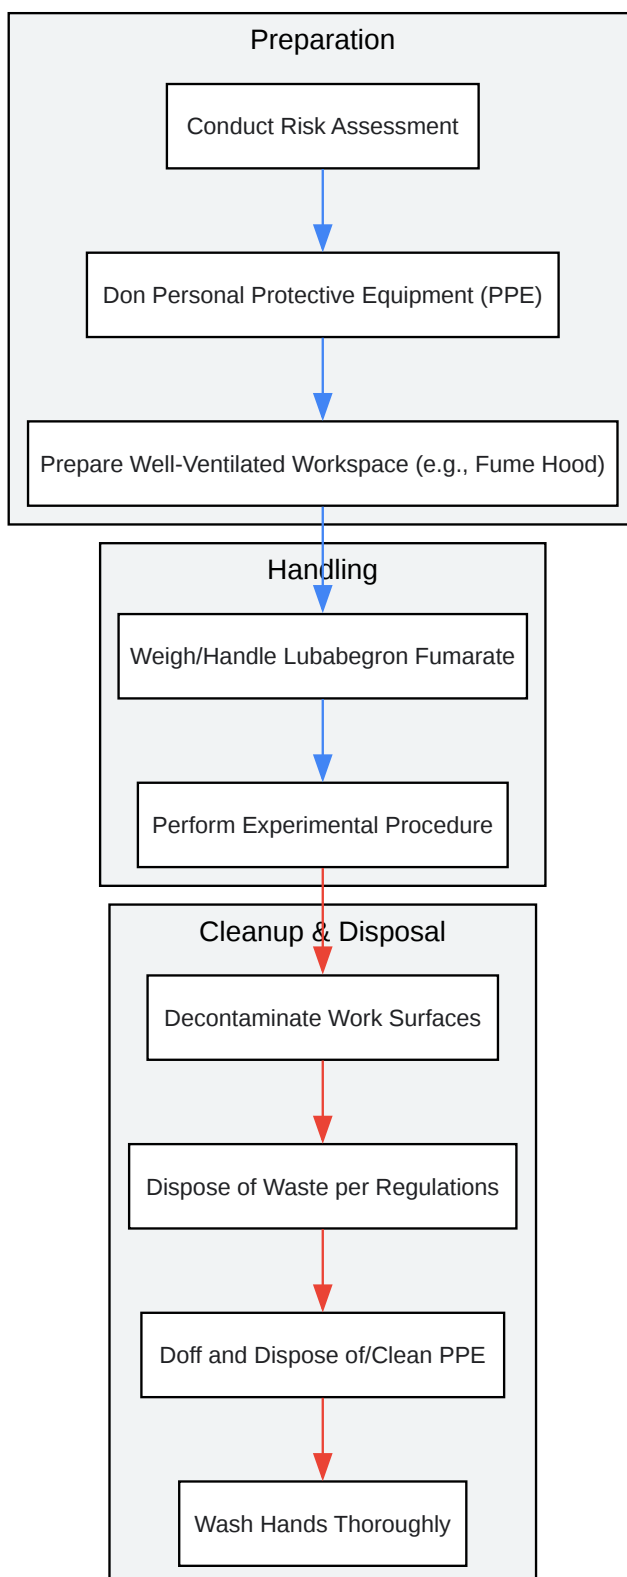 Preparation
Conduct Risk Assessment
Don Personal Protective Equipment (PPE)
Prepare Well-Ventilated Workspace (e.g., Fume Hood)
Handling
Weigh/Handle Lubabegron Fumarate
Perform Experimental Procedure
Cleanup & Disposal
Decontaminate Work Surfaces
Dispose of Waste per Regulations
Doff and Dispose of/Clean PPE
Wash Hands Thoroughly